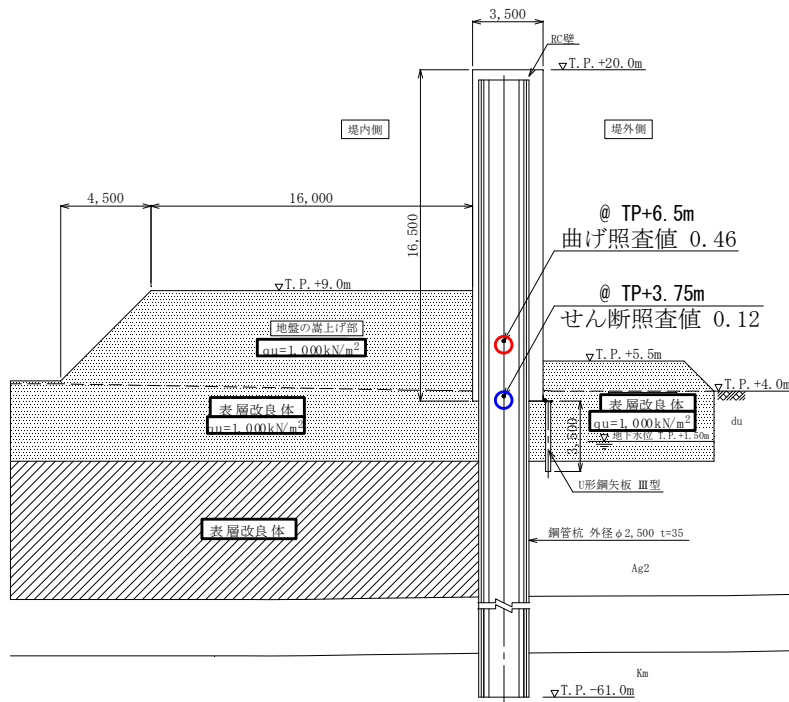 3,500
RC壁
T.P.+20.0m
堤内側
堤外側
4,500
16,000
16,500
@ TP+6.5m
曲げ照査値 0.46
T.P.+9.0m
@ TP+3.75m
せん断照査値 0.12
地盤の嵩上げ部
qu=1,000kN/m²
T.P.+5.5m
T.P.+4.0m
表層改良体
qu=1,000kN/m²
表層改良体
qu=1,000kN/m²
du
3,500
地下水位 T.P.+1.50m
U形鋼矢板 Ⅲ型
表層改良体
鋼管杭 外径φ2,500 t=35
Ag2
Km
T.P.-61.0m